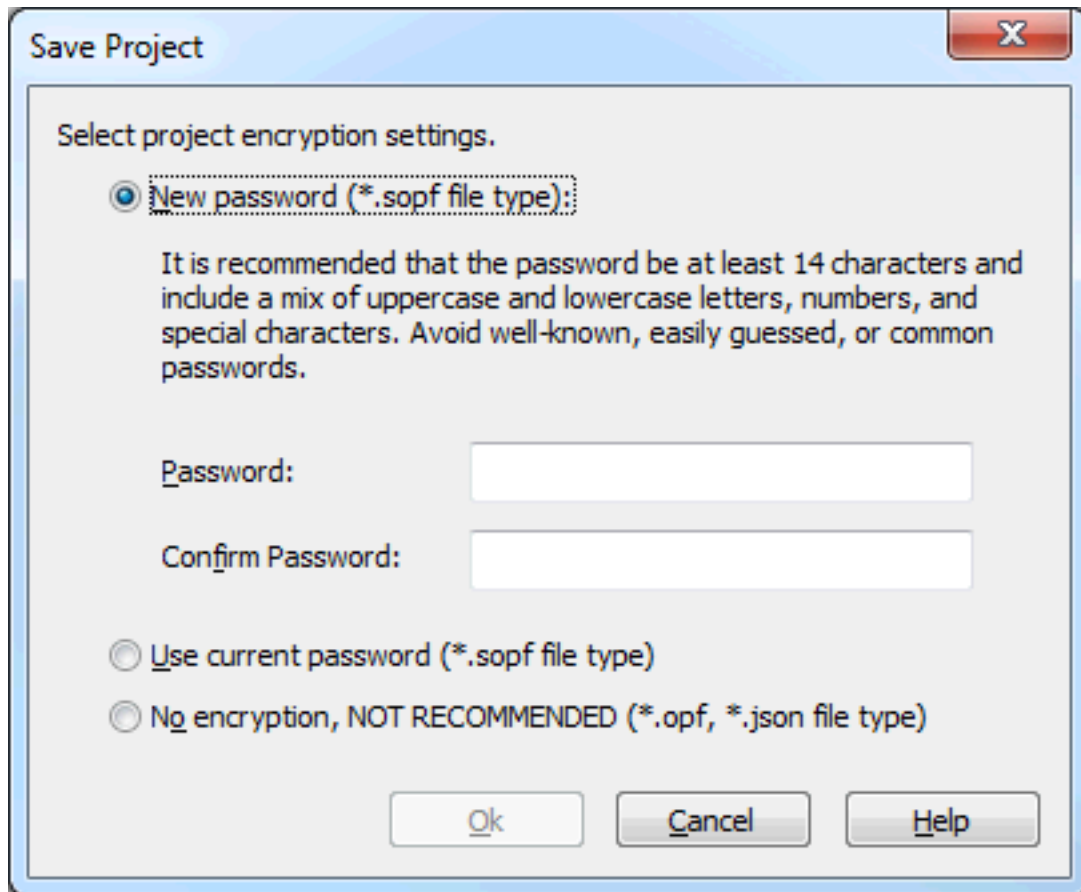 Save Project
Select project encryption settings.
New password (*.sopf file type):
It is recommended that the password be at least 14 characters and
include a mix of uppercase and lowercase letters, numbers, and
special characters. Avoid well-known, easily guessed, or common
passwords.
Password:
Confirm Password:
Use current password (*.sopf file type)
No encryption, NOT RECOMMENDED (*.opf, *.json file type)
Ok Cancel Help